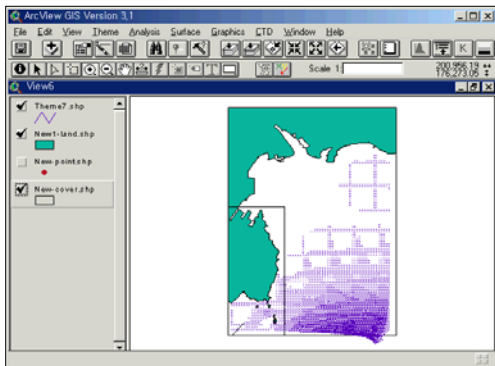 ArcView GIS Version 3,1
File Edit View Theme Analysis Surface Graphics CTD Window Help
Scale 1:
200,956.19
176,273.05
View6
Theme7.shp
New1-land.shp
New-point.shp
New-cover.shp